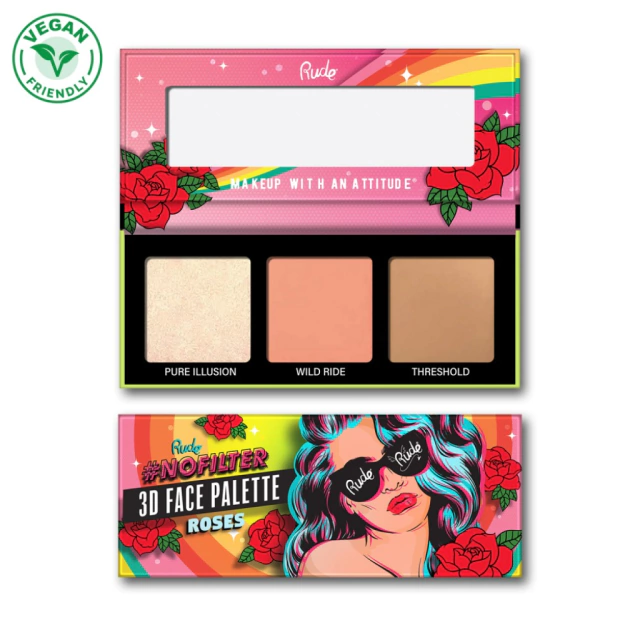 VEGAN
FRIENDLY
Rude
MAKEUP WITH AN ATTITUDE®
PURE ILLUSION
WILD RIDE
THRESHOLD
Rude
#NOFILTER
3D FACE PALETTE
ROSES
Rude
Rude